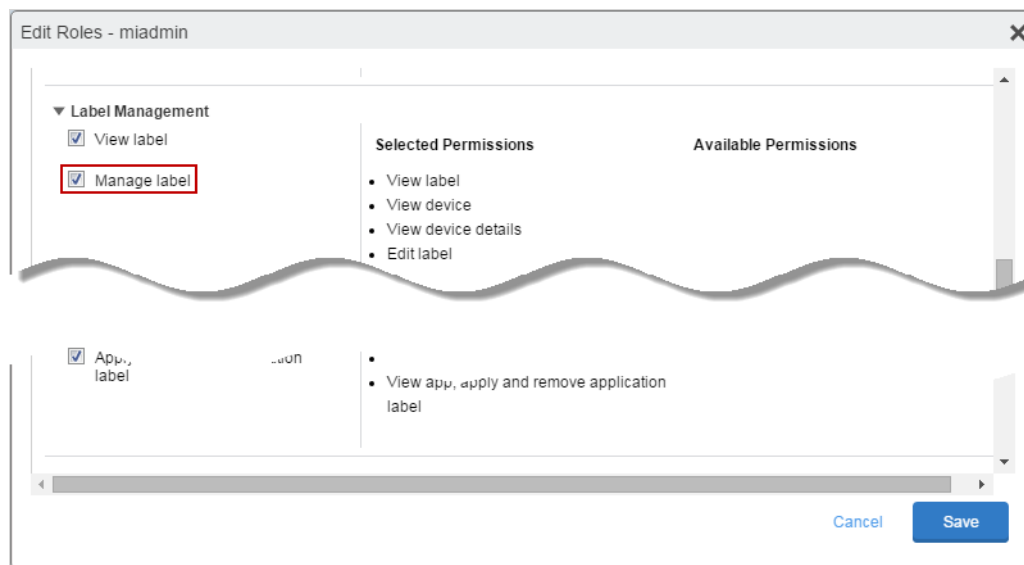 Edit Roles - miadmin
Label Management
View label
Selected Permissions
Available Permissions
Manage label
View label
View device
View device details
Edit label
label
View app, apply and remove application
label
Cancel
Save